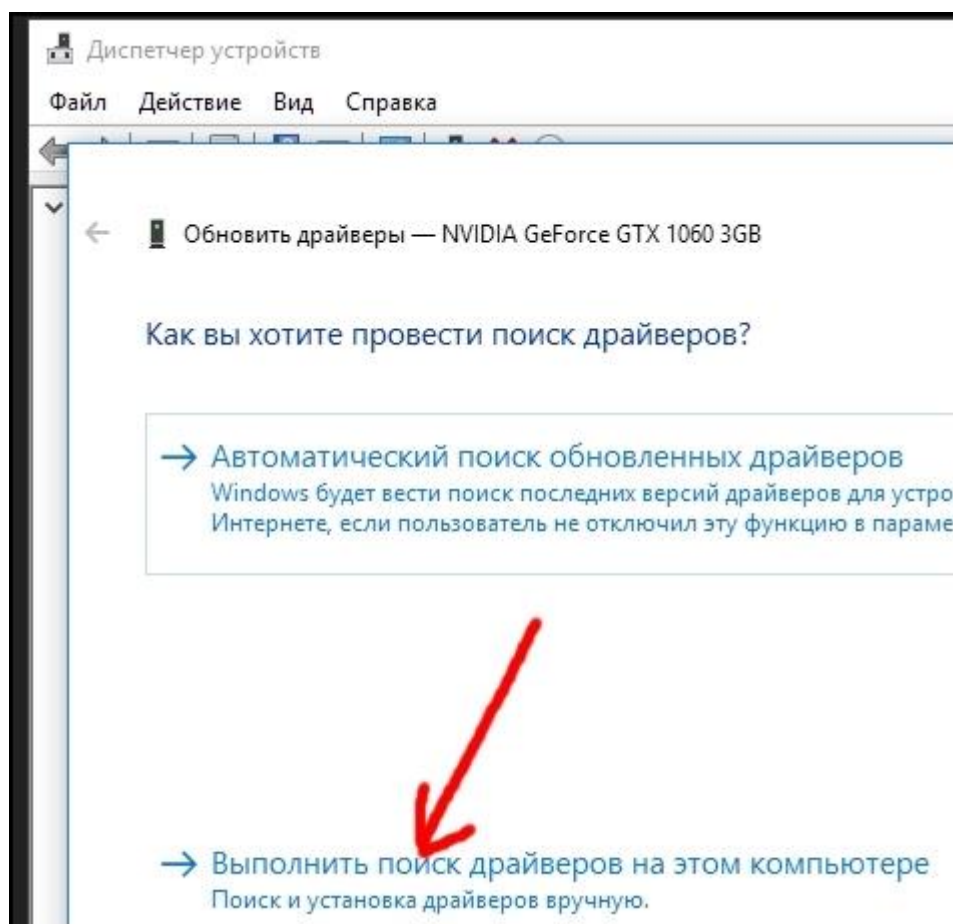 Диспетчер устройств
Файл Действие Вид Справка
Обновить драйверы — NVIDIA GeForce GTX 1060 3GB
Как вы хотите провести поиск драйверов?
Автоматический поиск обновленных драйверов
Windows будет вести поиск последних версий драйверов для устро
Интернете, если пользователь не отключил эту функцию в параме
Выполнить поиск драйверов на этом компьютере
Поиск и установка драйверов вручную.